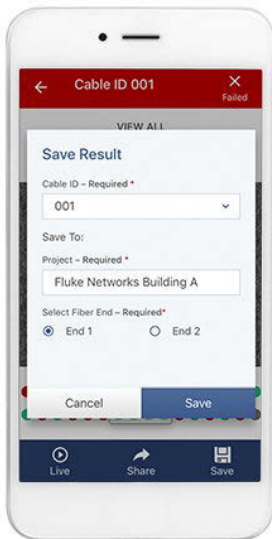 Cable ID 001
Failed
VIEW ALL
Save Result
Cable ID – Required *
001
Save To:
Project – Required *
Fluke Networks Building A
Select Fiber End – Required*
End 1 End 2
Cancel Save
Live Share Save